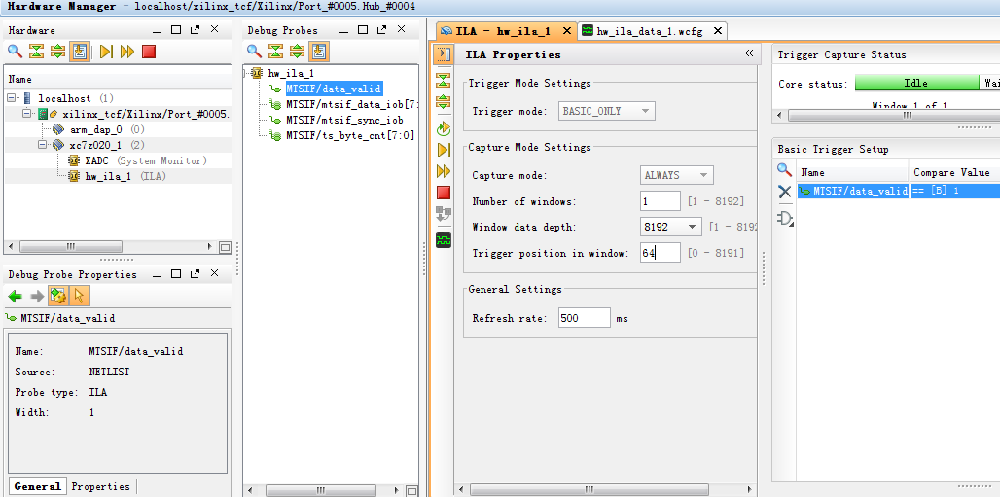 Hardware Manager - localhost/xilinx_tcf/Xilinx/Port_#0005.Hub_#0004
Hardware
Name
localhost (1)
xilinx_tcf/Xilinx/Port_#0005.
arm_dap_0 (0)
xc7z020_1 (2)
XADC (System Monitor)
hw_ila_1 (ILA)
Debug Probe Properties
MTSIF/data_valid
Name: MTSIF/data_valid
Source: NETLIST
Probe type: ILA
Width: 1
General Properties
Debug Probes
hw_ila_1
MTSIF/data_valid
MTSIF/mtsif_data_iob[7:
MTSIF/mtsif_sync_iob
MTSIF/ts_byte_cnt[7:0]
ILA - hw_ila_1
hw_ila_data_1.wcfg
ILA Properties
Trigger Mode Settings
Trigger mode: BASIC_ONLY
Capture Mode Settings
Capture mode: ALWAYS
Number of windows: 1 [1 - 8192]
Window data depth: 8192 [1 - 8192
Trigger position in window: 64 [0 - 8191]
General Settings
Refresh rate: 500 ms
Trigger Capture Status
Core status: Idle Wai
Window 1 of 1
Basic Trigger Setup
Name Compare Value
MTSIF/data_valid == [B] 1